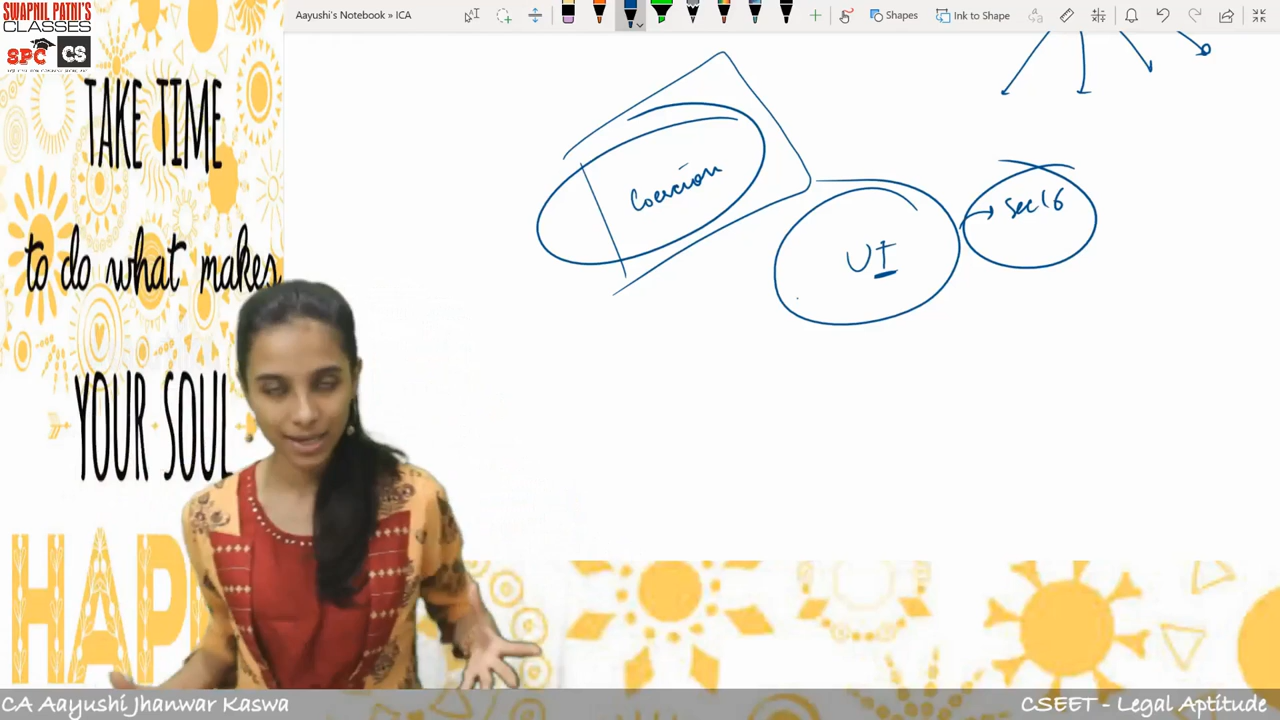 SWAPNIL PATNI'S
CLASSES
SPC CS
Aayushi's Notebook » ICA
Shapes
Ink to Shape
TAKE TIME
to do what makes
YOUR SOUL
HAPP
Coercion
UI
Sec 16
CA Aayushi Jhanwar Kaswa
CSEET - Legal Aptitude